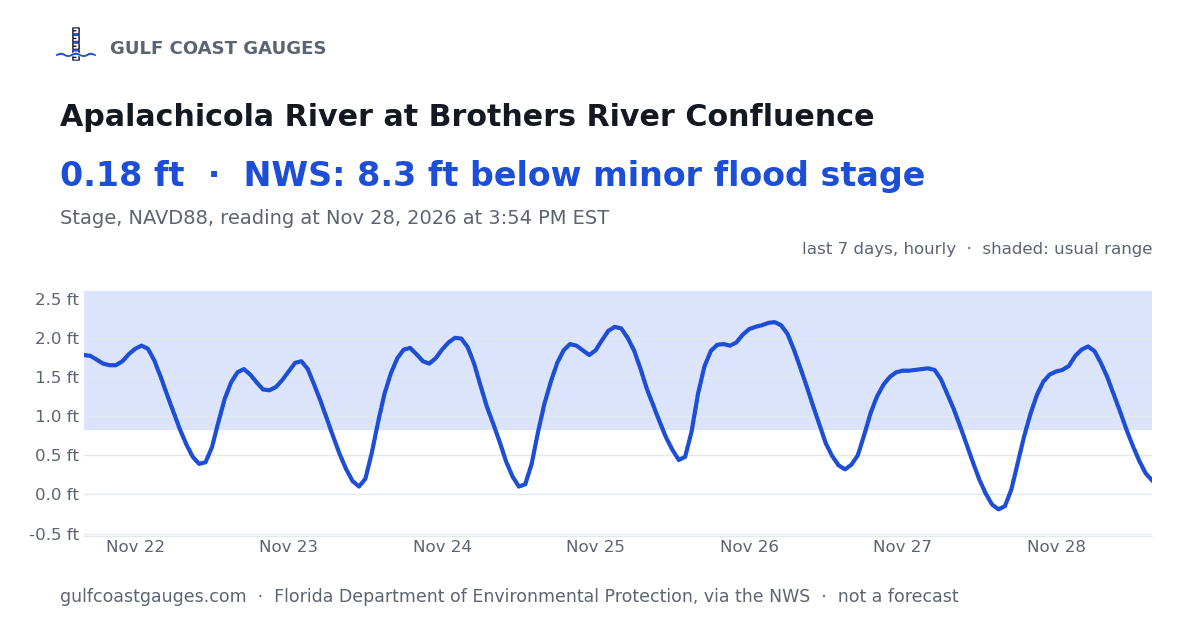 GULF COAST GAUGES
Apalachicola River at Brothers River Confluence
0.18 ft · NWS: 8.3 ft below minor flood stage
Stage, NAVD88, reading at Nov 28, 2026 at 3:54 PM EST
last 7 days, hourly · shaded: usual range
2.5 ft
2.0 ft
1.5 ft
1.0 ft
0.5 ft
0.0 ft
-0.5 ft
Nov 22 Nov 23 Nov 24 Nov 25 Nov 26 Nov 27 Nov 28
gulfcoastgauges.com · Florida Department of Environmental Protection, via the NWS · not a forecast